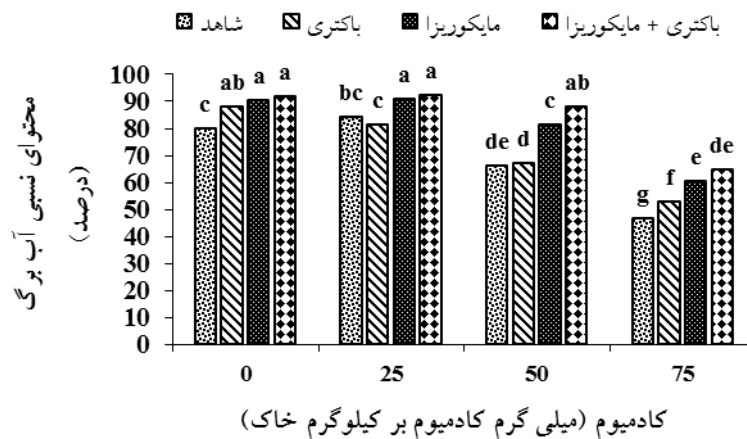 شاهد باکتری مایکوریزا باکتری + مایکوریزا
محتوای نسبی آب برگ
(درصد)
100
90
80
70
60
50
40
30
20
10
0
c ab a a
bc c a a
de d c ab
g f e de
0 25 50 75
کادمیوم (میلی گرم کادمیوم بر کیلوگرم خاک)